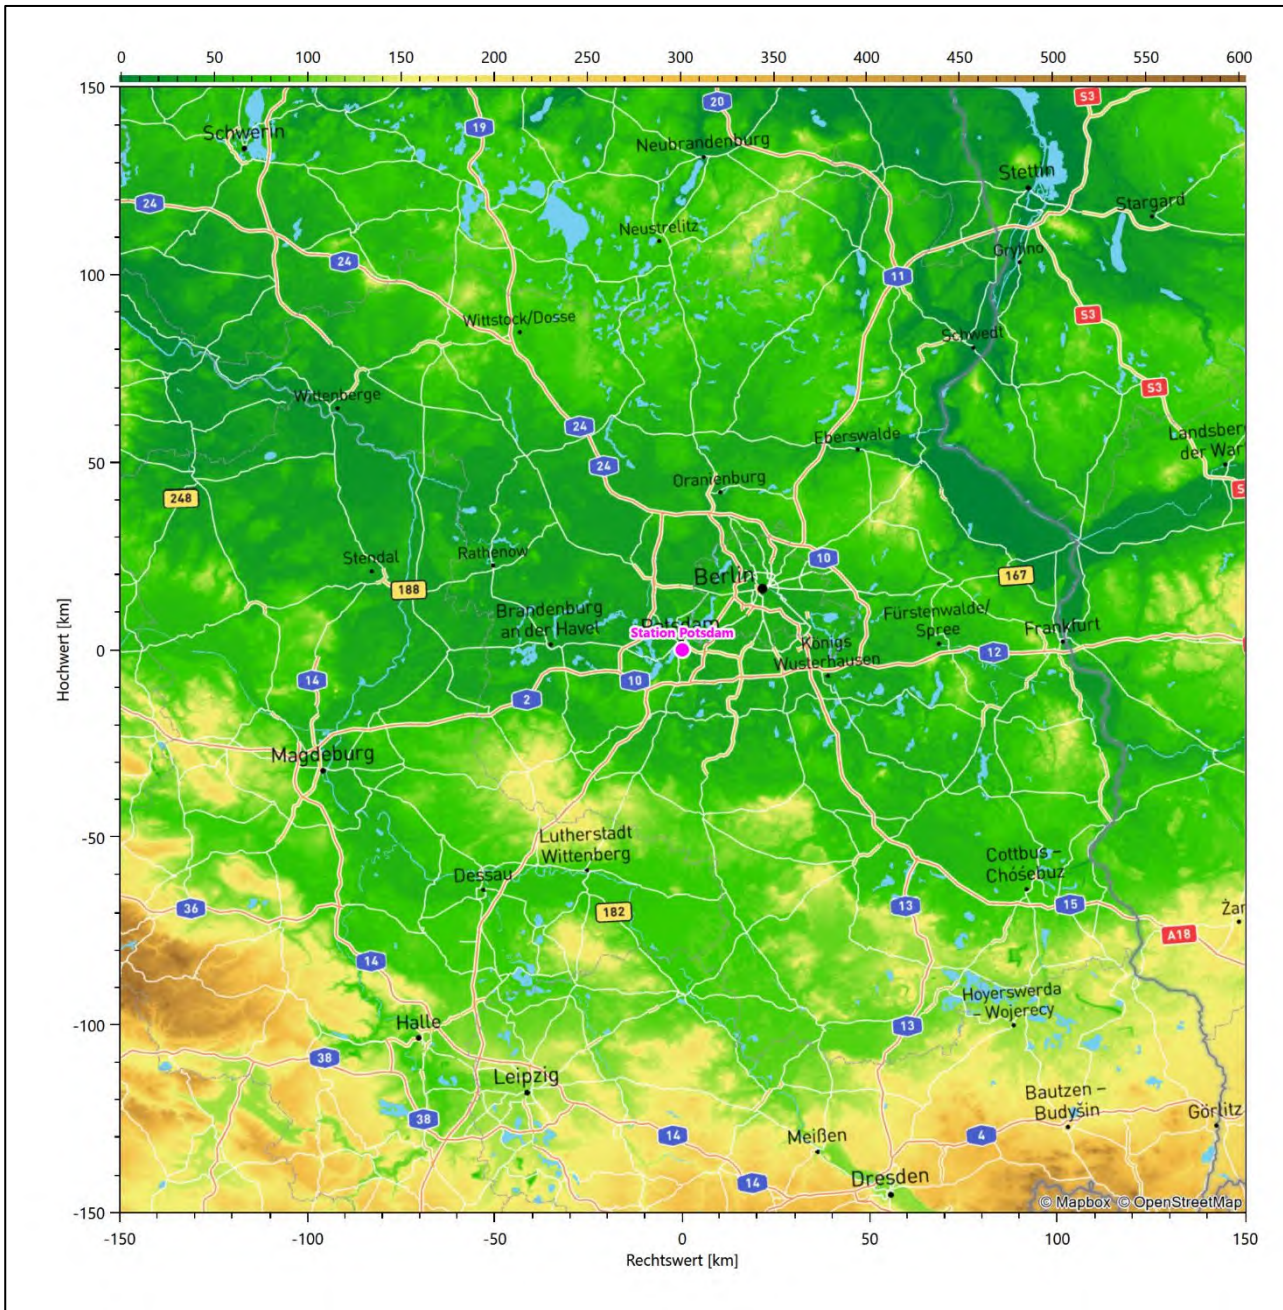 0 50 100 150 200 250 300 350 400 450 500 550 600
150
S3
20
19
Schwerin
Neubrandenburg
Stettin
24
Stargard
Neustrelitz
Gryfino
24
100
11
S3
Wittstock/Dosse
Schwedt
S3
Wittenberge
24
Eberswalde
Landsber
der War
50
24
Oranienburg
248
S
Stendal
Rathenow
10
Berlin
167
188
Brandenburg
an der Havel
Potsdam
Station Potsdam
Fürstenwalde/
Spree
Frankfurt
0
Königs
Wusterhausen
12
14
10
2
Hochwert [km]
Magdeburg
-50
Lutherstadt
Wittenberg
Cottbus –
Chóśebuz
Dessau
36
182
13
15
Żar
A18
14
Hoyerswerda
– Wojerecy
-100
Halle
13
38
Leipzig
Bautzen –
Budyšin
Görlitz
38
14
Meißen
4
14
Dresden
© Mapbox © OpenStreetMap
-150
-150 -100 -50 0 50 100 150
Rechtswert [km]